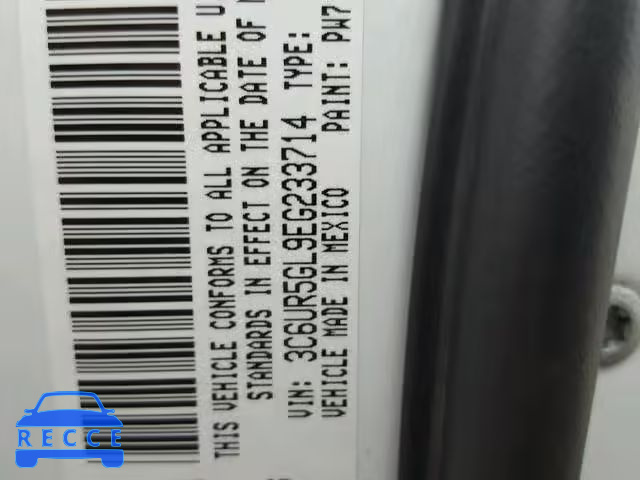 THIS VEHICLE CONFORMS TO ALL APPLICABLE U
STANDARDS IN EFFECT ON THE DATE OF
VIN: 3C6UR5GL9EG233714 TYPE:
VEHICLE MADE IN MEXICO PAINT: PW7
RECCE